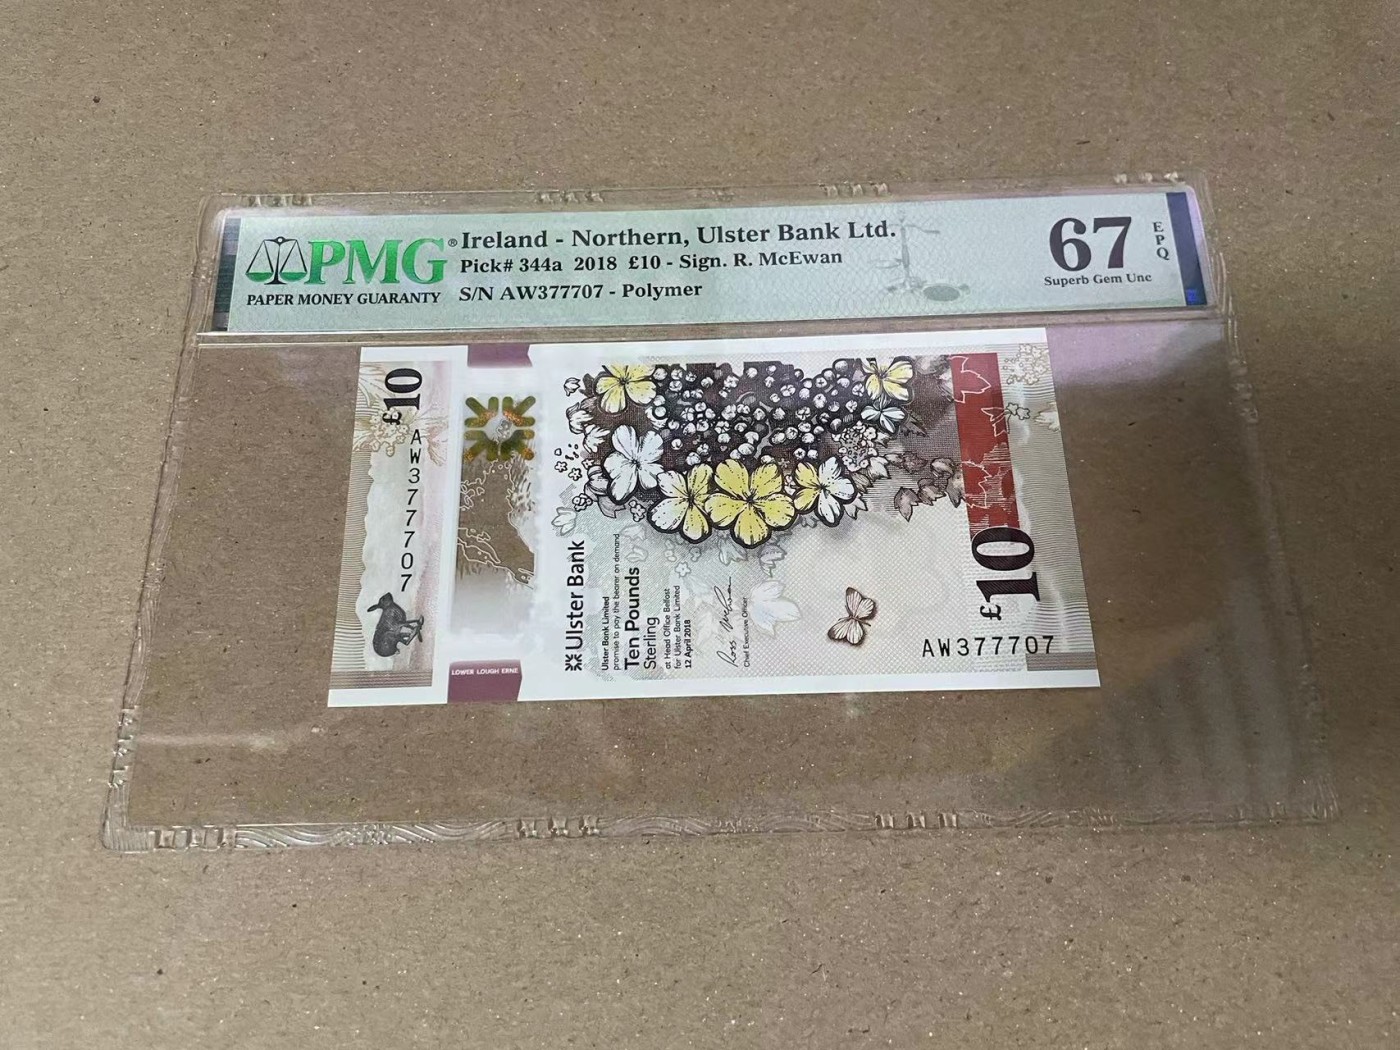 PMG®
PAPER MONEY GUARANTY
Ireland - Northern, Ulster Bank Ltd.
Pick# 344a 2018 £10 - Sign. R. McEwan
S/N AW377707 - Polymer
67
Superb Gem Unc
EPQ
£10
AW377707
LOWER LOUGH ERNE
Ulster Bank
Ulster Bank Limited
promise to pay the bearer on demand
Ten Pounds
Sterling
at Head Office Belfast
for Ulster Bank Limited
12 April 2018
Ross McEwan
Chief Executive Officer
£10
AW377707